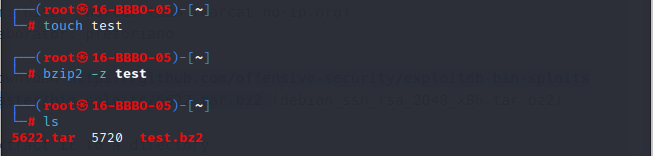 ┌──(root㉿16-BBBO-05)-[~]
└─# touch test
┌──(root㉿16-BBBO-05)-[~]
└─# bzip2 -z test
┌──(root㉿16-BBBO-05)-[~]
└─# ls
5622.tar 5720 test.bz2